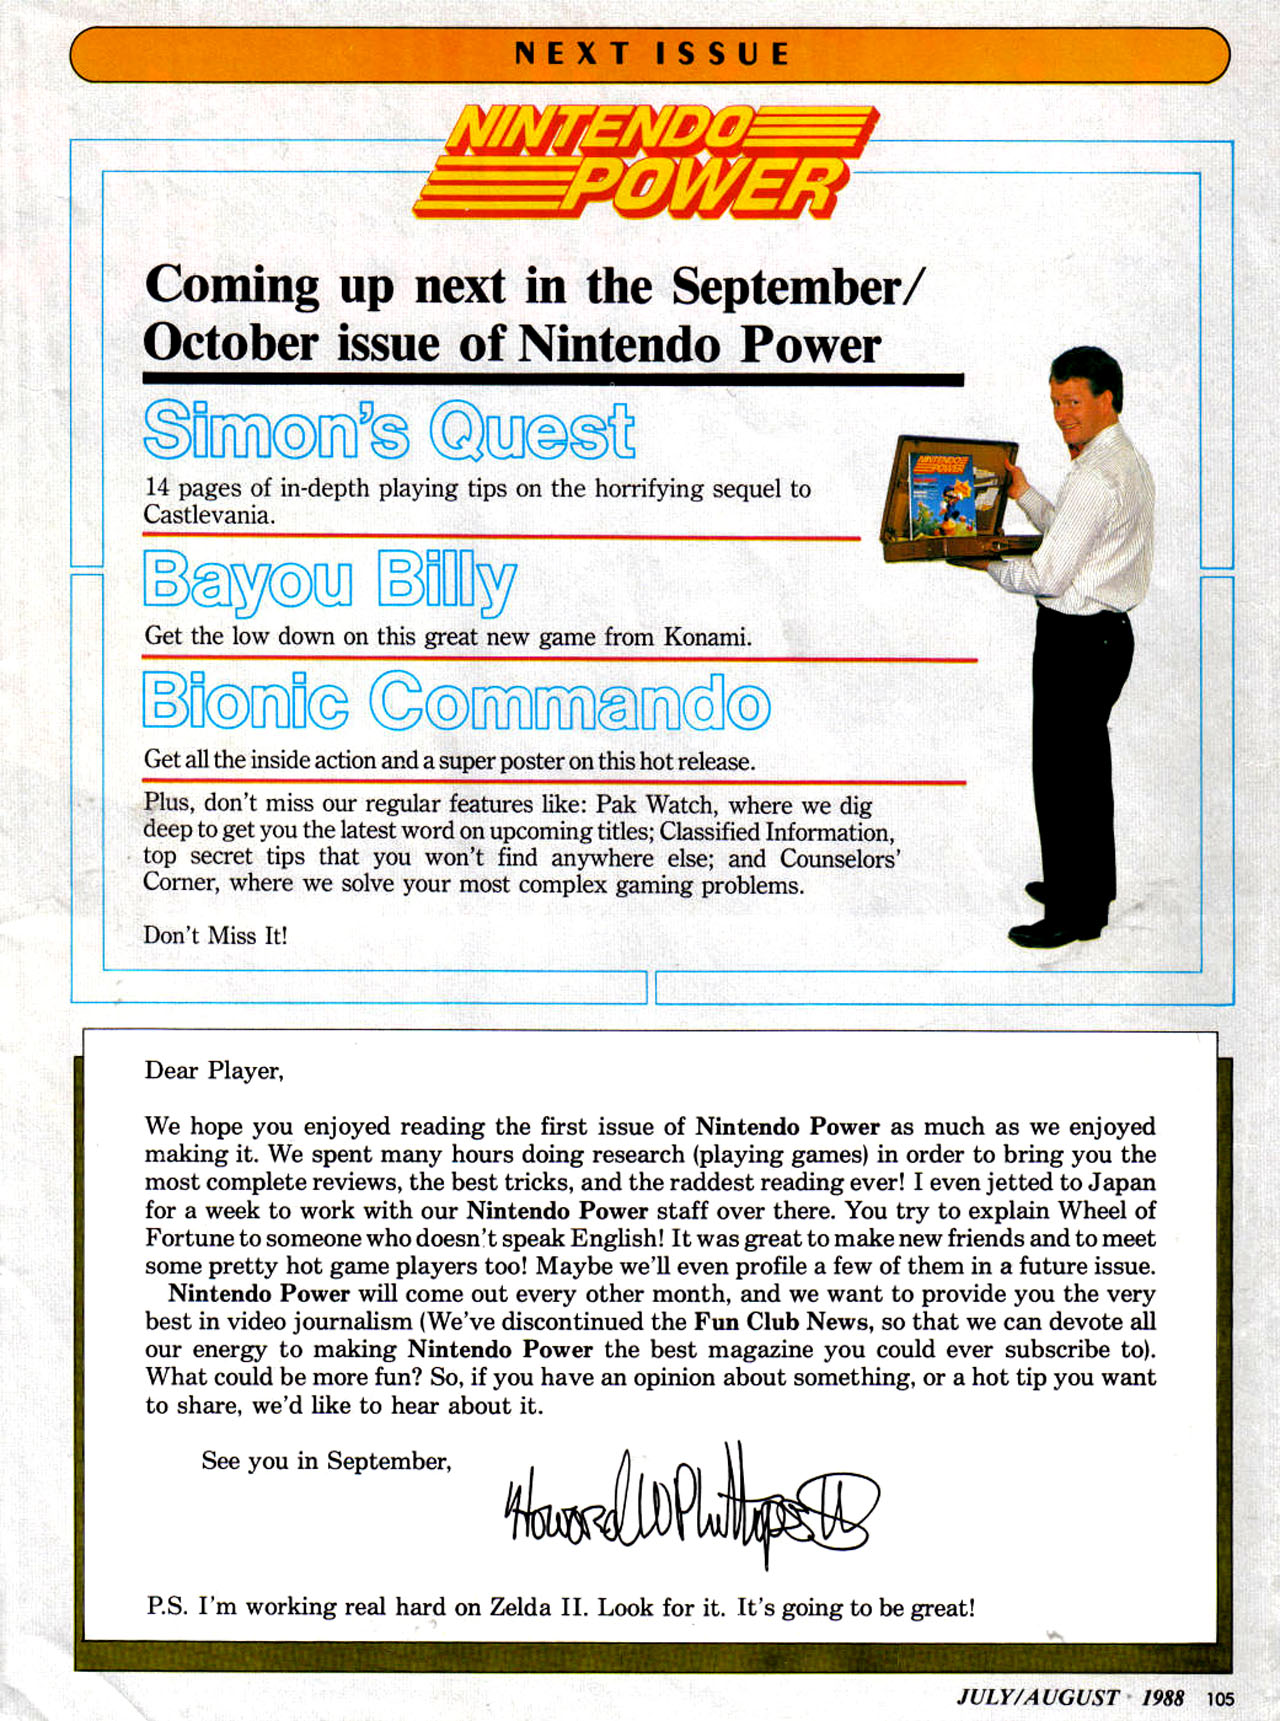 NEXT ISSUE
NINTENDO
POWER
Coming up next in the September/
October issue of Nintendo Power
Simon's Quest
14 pages of in-depth playing tips on the horrifying sequel to
Castlevania.
NINTENDO
POWER
Bayou Billy
Get the low down on this great new game from Konami.
Bionic Commando
Get all the inside action and a super poster on this hot release.
Plus, don't miss our regular features like: Pak Watch, where we dig
deep to get you the latest word on upcoming titles; Classified Information,
top secret tips that you won't find anywhere else; and Counselors'
Corner, where we solve your most complex gaming problems.
Don't Miss It!
Dear Player,
We hope you enjoyed reading the first issue of Nintendo Power as much as we enjoyed
making it. We spent many hours doing research (playing games) in order to bring you the
most complete reviews, the best tricks, and the raddest reading ever! I even jetted to Japan
for a week to work with our Nintendo Power staff over there. You try to explain Wheel of
Fortune to someone who doesn't speak English! It was great to make new friends and to meet
some pretty hot game players too! Maybe we'll even profile a few of them in a future issue.
Nintendo Power will come out every other month, and we want to provide you the very
best in video journalism (We've discontinued the Fun Club News, so that we can devote all
our energy to making Nintendo Power the best magazine you could ever subscribe to).
What could be more fun? So, if you have an opinion about something, or a hot tip you want
to share, we'd like to hear about it.
See you in September,
Howard W Phillips
P.S. I'm working real hard on Zelda II. Look for it. It's going to be great!
JULY/AUGUST · 1988 105